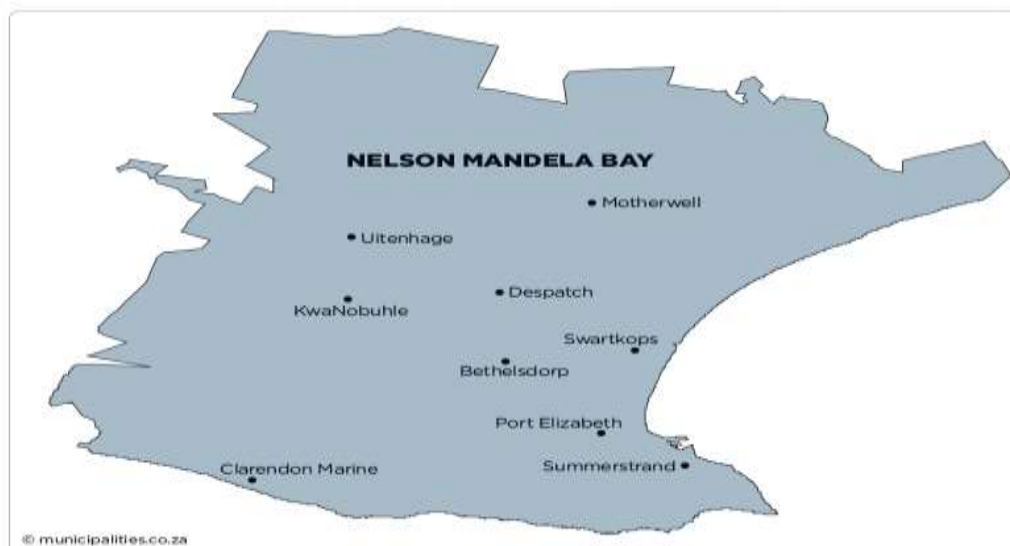 NELSON MANDELA BAY
Motherwell
Uitenhage
Despatch
KwaNobuhle
Swartkops
Bethelsdorp
Port Elizabeth
Clarendon Marine
Summerstrand
© municipalities.co.za